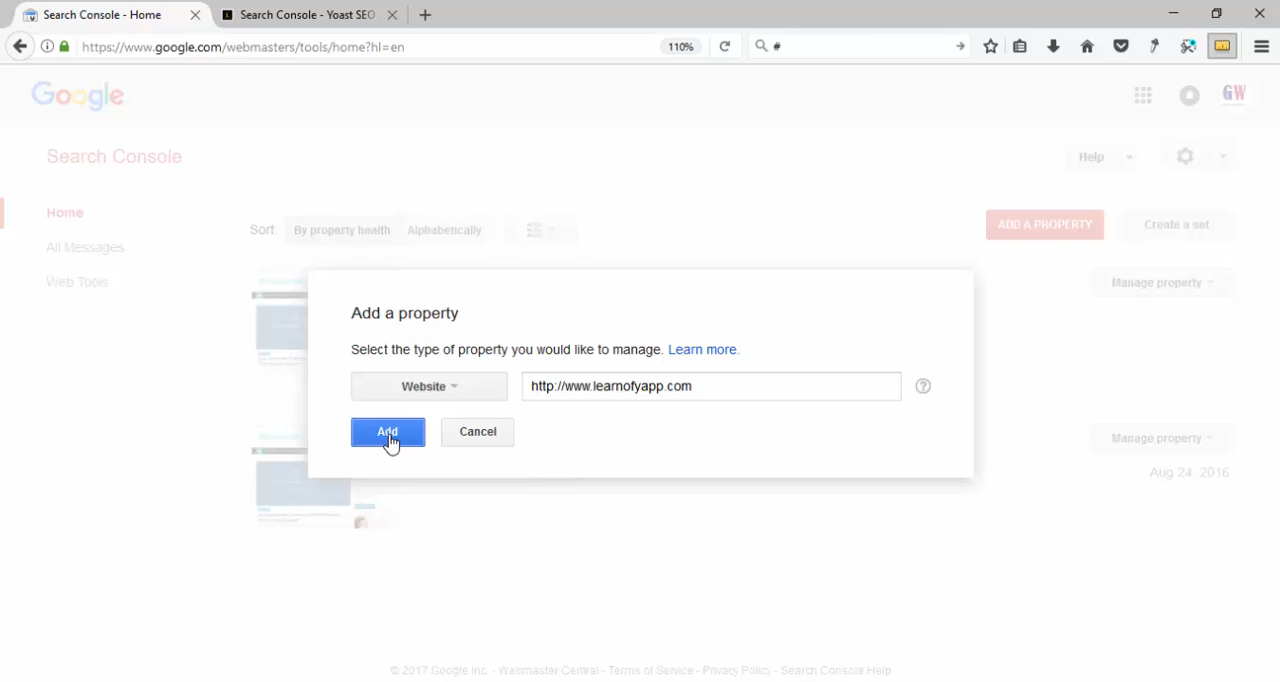 Search Console - Home
Search Console - Yoast SEO
https://www.google.com/webmasters/tools/home?hl=en
110%
#
Google
GW
Search Console
Help
Home
All Messages
Web Tools
Sort:
By property health
Alphabetically
ADD A PROPERTY
Create a set
Manage property
Add a property
Select the type of property you would like to manage. Learn more.
Website
http://www.learnofyapp.com
?
Add
Cancel
Manage property
Aug 24, 2016
© 2017 Google Inc. - Webmaster Central - Terms of Service - Privacy Policy - Search Console Help